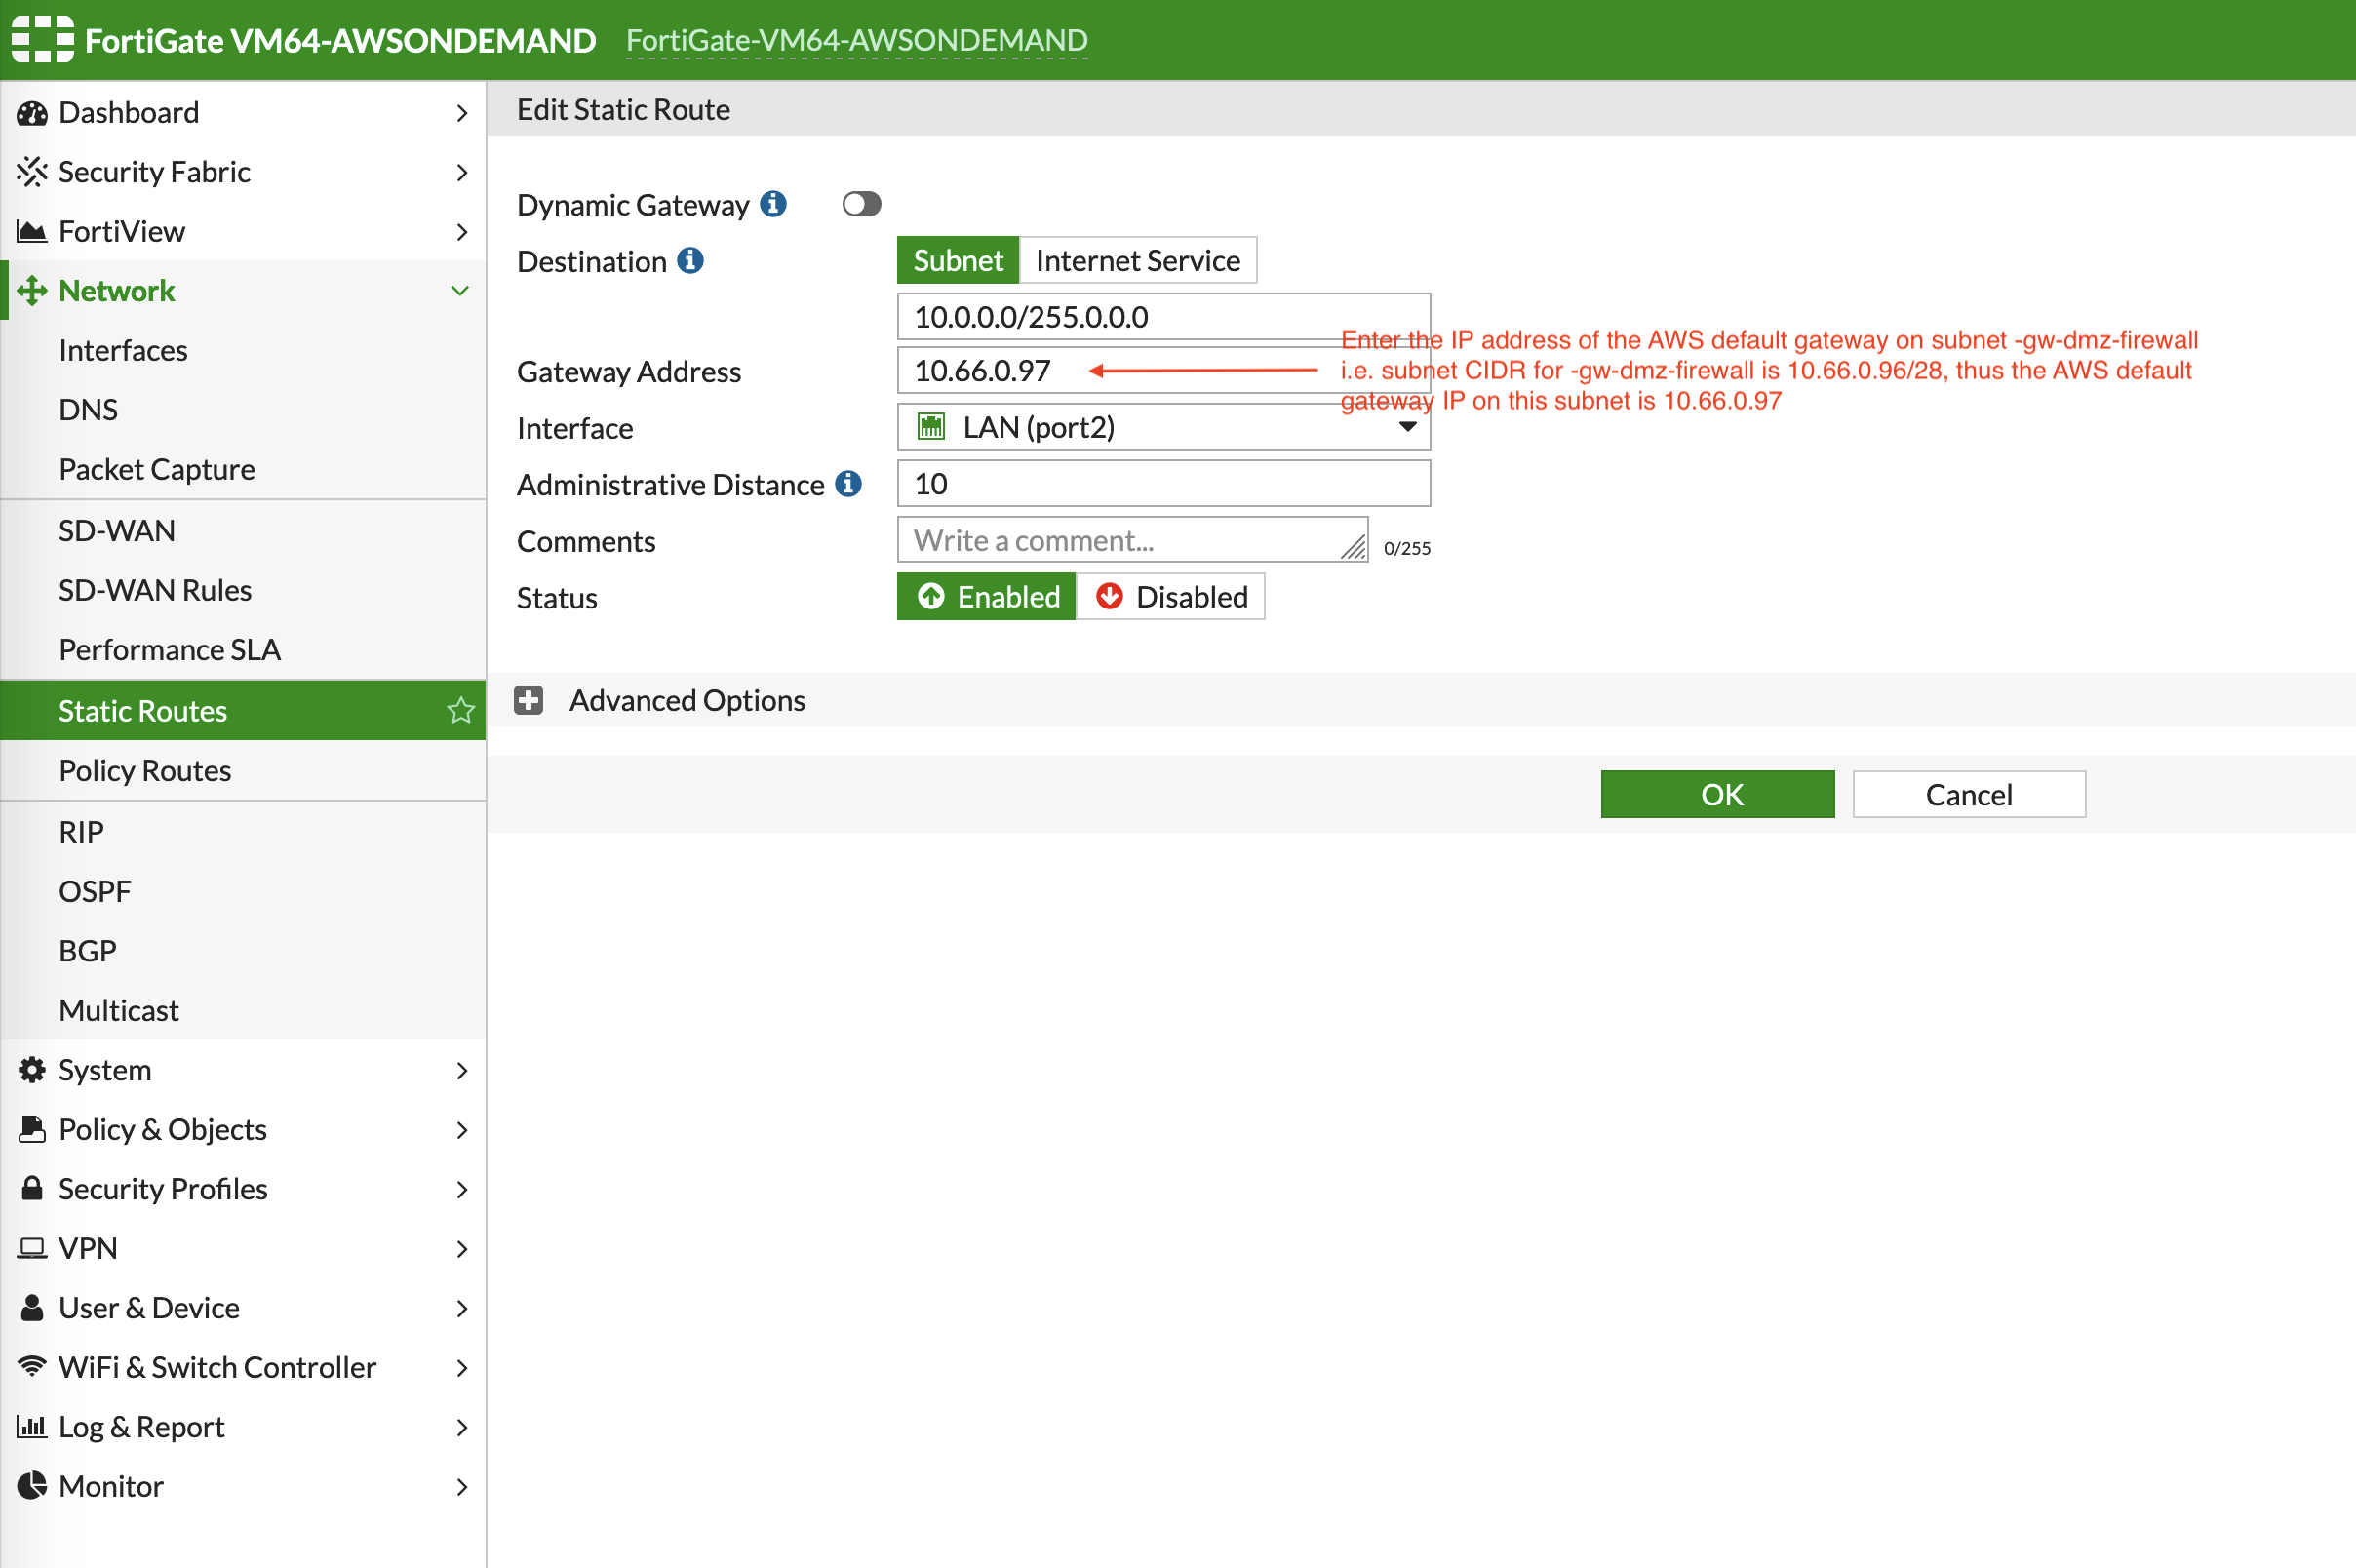 FortiGate VM64-AWSONDEMAND FortiGate-VM64-AWSONDEMAND
Dashboard
Security Fabric
FortiView
Network
Interfaces
DNS
Packet Capture
SD-WAN
SD-WAN Rules
Performance SLA
Static Routes
Policy Routes
RIP
OSPF
BGP
Multicast
System
Policy & Objects
Security Profiles
VPN
User & Device
WiFi & Switch Controller
Log & Report
Monitor
Edit Static Route
Dynamic Gateway
Destination Subnet Internet Service
10.0.0.0/255.0.0.0
Gateway Address 10.66.0.97
Enter the IP address of the AWS default gateway on subnet -gw-dmz-firewall
i.e. subnet CIDR for -gw-dmz-firewall is 10.66.0.96/28, thus the AWS default
gateway IP on this subnet is 10.66.0.97
Interface LAN (port2)
Administrative Distance 10
Comments Write a comment... 0/255
Status Enabled Disabled
Advanced Options
OK Cancel